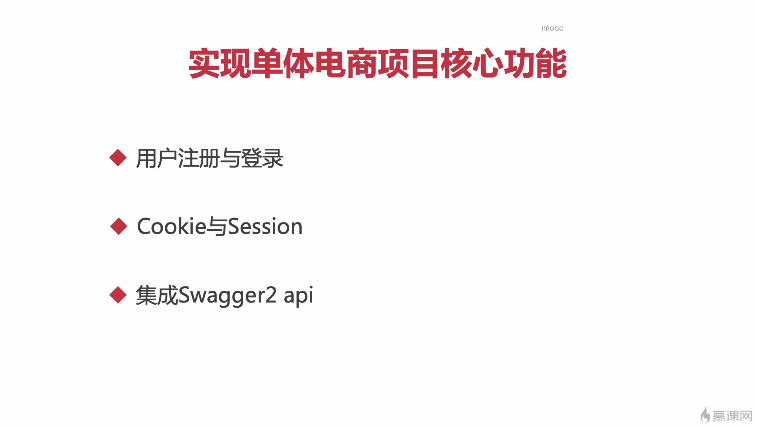 imooc
实现单体电商项目核心功能
用户注册与登录
Cookie与Session
集成Swagger2 api
慕课网